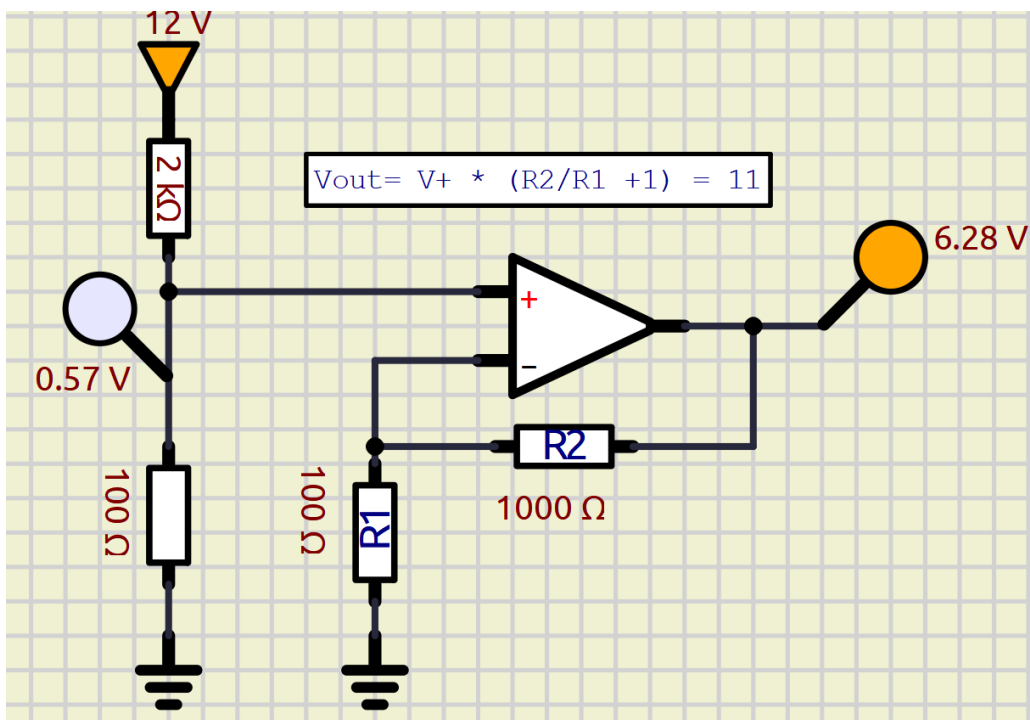 12 V
2 kΩ
Vout= V+ * (R2/R1 +1) = 11
6.28 V
+
0.57 V
-
R2
100 Ω
100 Ω
R1
1000 Ω